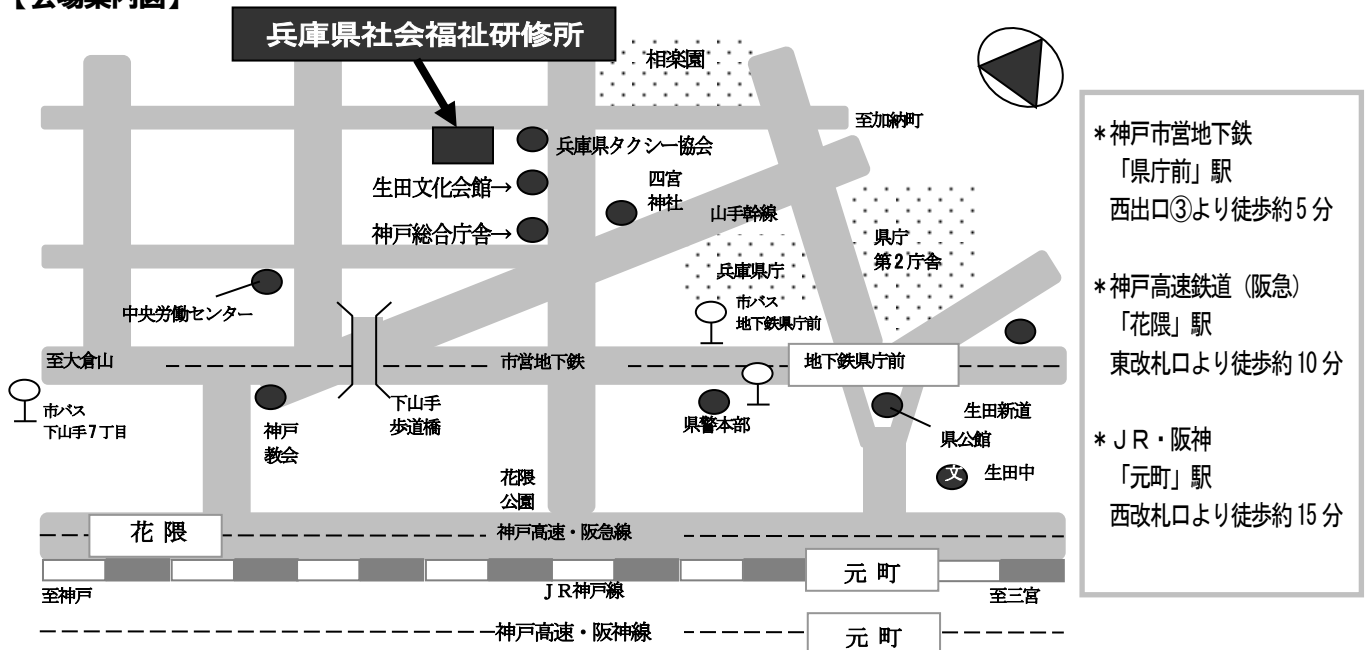 【会場案内図】
兵庫県社会福祉研修所
相楽園
至加納町
兵庫県タクシー協会
生田文化会館→
四宮
神社
山手幹線
神戸総合庁舎→
県庁
第2庁舎
兵庫県庁
中央労働センター
市バス
地下鉄県庁前
至大倉山
市営地下鉄
地下鉄県庁前
市バス
下山手7丁目
神戸
教会
下山手
歩道橋
県警本部
生田新道
県公館
文
生田中
花隈
公園
花隈
神戸高速・阪急線
元町
至神戸
ＪＲ神戸線
至三宮
神戸高速・阪神線
元町
＊神戸市営地下鉄
「県庁前」駅
西出口③より徒歩約5分
＊神戸高速鉄道（阪急）
「花隈」駅
東改札口より徒歩約10分
＊ＪＲ・阪神
「元町」駅
西改札口より徒歩約15分